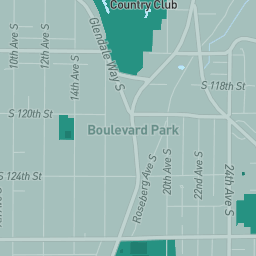 Country Club
Glendale Way S
10th Ave S
12th Ave S
14th Ave S
S 118th St
S 120th St
Boulevard Park
S 124th St
Roseberg Ave S
20th Ave S
22nd Ave S
24th Ave S